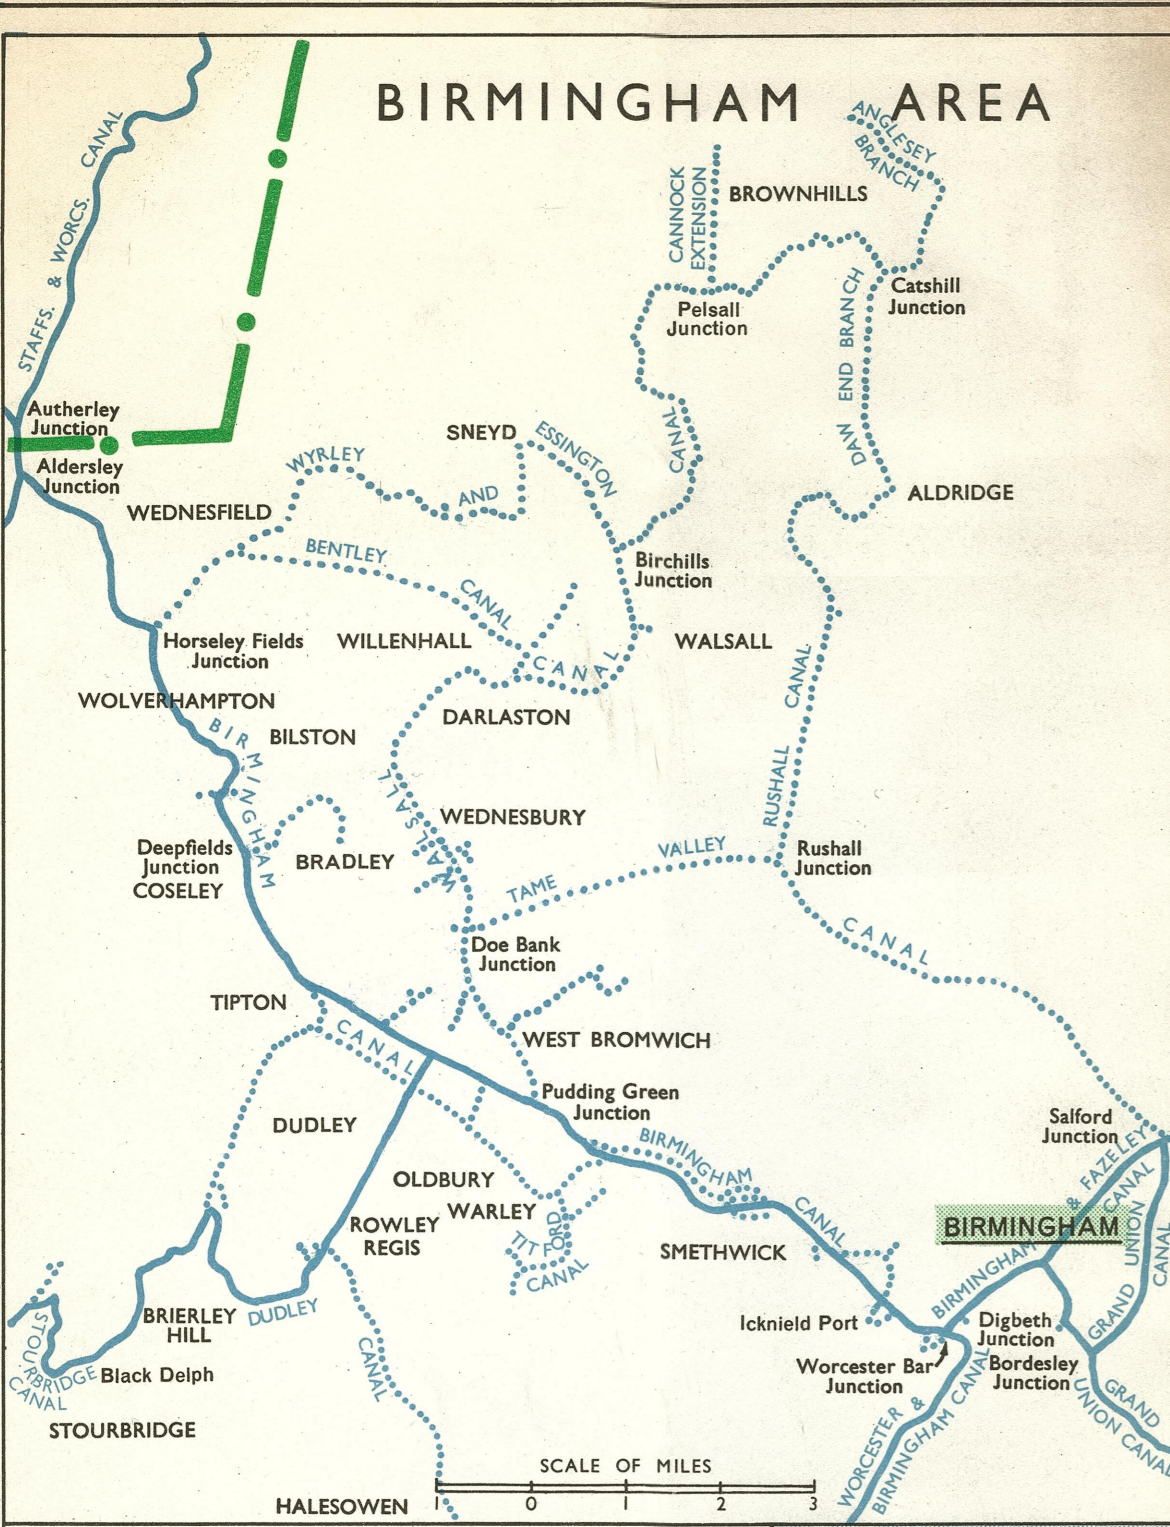 BIRMINGHAM AREA
ANGLESEY
BRANCH
CANNOCK
EXTENSION
BROWNHILLS
STAFFS. & WORCS. CANAL
Catshill
Junction
Pelsall
Junction
DAW END BRANCH
Autherley
Junction
Aldersley
Junction
SNEYD
WYRLEY
AND
ESSINGTON
CANAL
ALDRIDGE
WEDNESFIELD
BENTLEY
CANAL
Birchills
Junction
Horseley Fields
Junction
WILLENHALL
CANAL
WALSALL
WOLVERHAMPTON
DARLASTON
BIRMINGHAM
BILSTON
WALSALL
RUSHALL
CANAL
WEDNESBURY
Deepfields
Junction
COSELEY
BRADLEY
TAME
VALLEY
CANAL
Rushall
Junction
Doe Bank
Junction
TIPTON
CANAL
WEST BROMWICH
Pudding Green
Junction
DUDLEY
Salford
Junction
BIRMINGHAM
CANAL
OLDBURY
WARLEY
ROWLEY
REGIS
TITFORD
CANAL
SMETHWICK
BIRMINGHAM
BIRMINGHAM & FAZELEY
CANAL
GRAND UNION
CANAL
BRIERLEY
HILL
DUDLEY
CANAL
Icknield Port
Digbeth
Junction
Worcester Bar
Junction
Bordesley
Junction
STOURBRIDGE
CANAL
Black Delph
STOURBRIDGE
WORCESTER &
BIRMINGHAM CANAL
GRAND
UNION CANAL
HALESOWEN
SCALE OF MILES
1 0 1 2 3